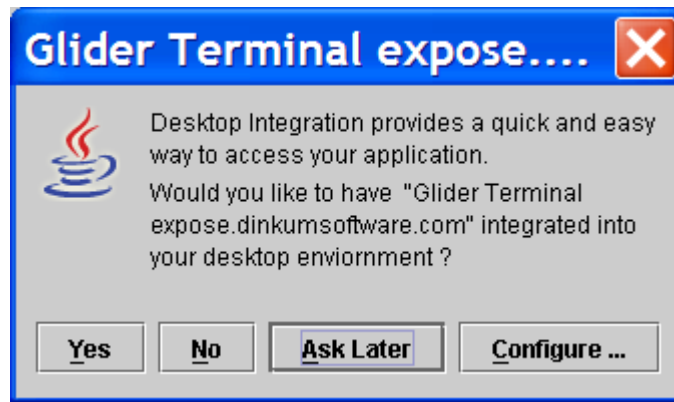 Glider Terminal expose....
Desktop Integration provides a quick and easy
way to access your application.
Would you like to have "Glider Terminal
expose.dinkumsoftware.com" integrated into
your desktop enviornment ?
Yes No Ask Later Configure ...